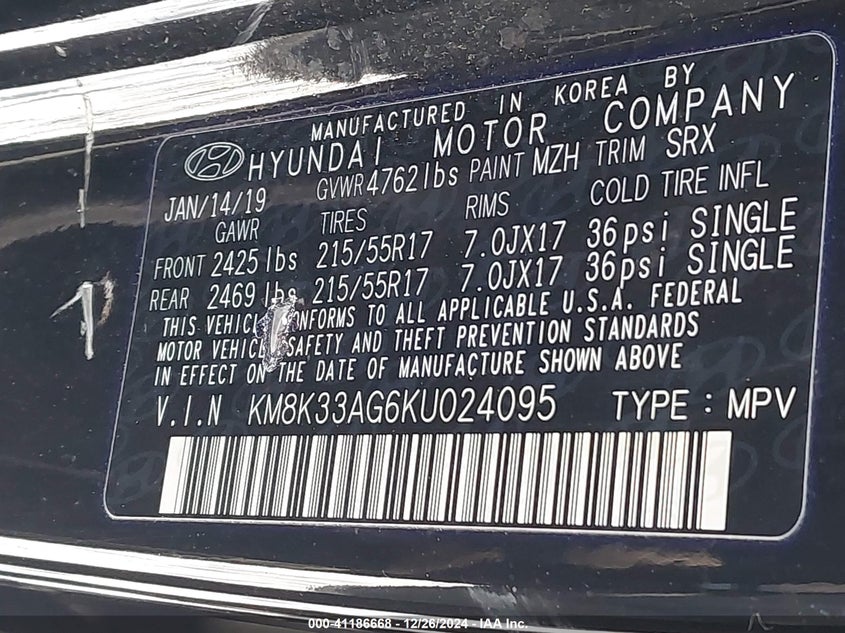 MANUFACTURED IN KOREA BY
HYUNDAI MOTOR COMPANY
JAN/14/19 GVWR 4762lbs PAINT MZH TRIM SRX
GAWR TIRES RIMS COLD TIRE INFL
FRONT 2425 lbs 215/55R17 7.0JX17 36psi SINGLE
REAR 2469 lbs 215/55R17 7.0JX17 36psi SINGLE
THIS VEHICLE CONFORMS TO ALL APPLICABLE U.S.A. FEDERAL
MOTOR VEHICLE SAFETY AND THEFT PREVENTION STANDARDS
IN EFFECT ON THE DATE OF MANUFACTURE SHOWN ABOVE
V.I.N KM8K33AG6KU024095 TYPE : MPV
000-41186668 - 12/26/2024 - IAA Inc.